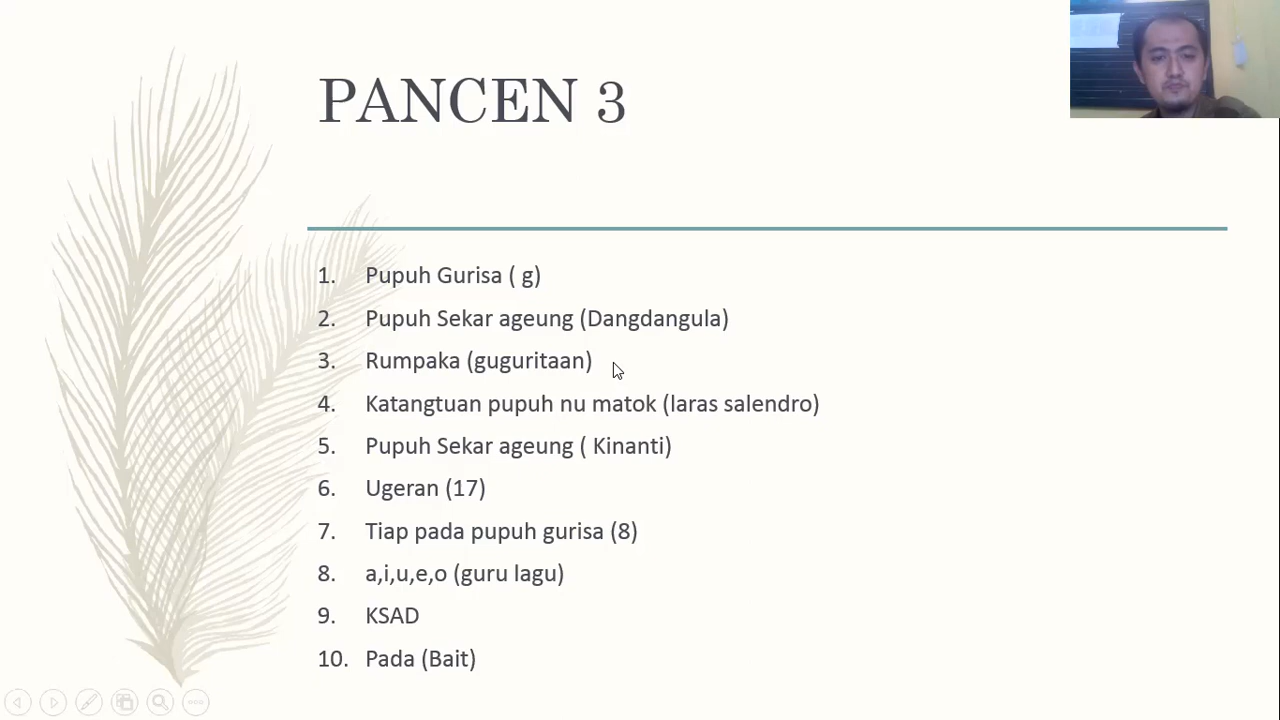 PANCEN 3
1. Pupuh Gurisa ( g)
2. Pupuh Sekar ageung (Dangdangula)
3. Rumpaka (guguritaan)
4. Katangtuan pupuh nu matok (laras salendro)
5. Pupuh Sekar ageung ( Kinanti)
6. Ugeran (17)
7. Tiap pada pupuh gurisa (8)
8. a,i,u,e,o (guru lagu)
9. KSAD
10. Pada (Bait)